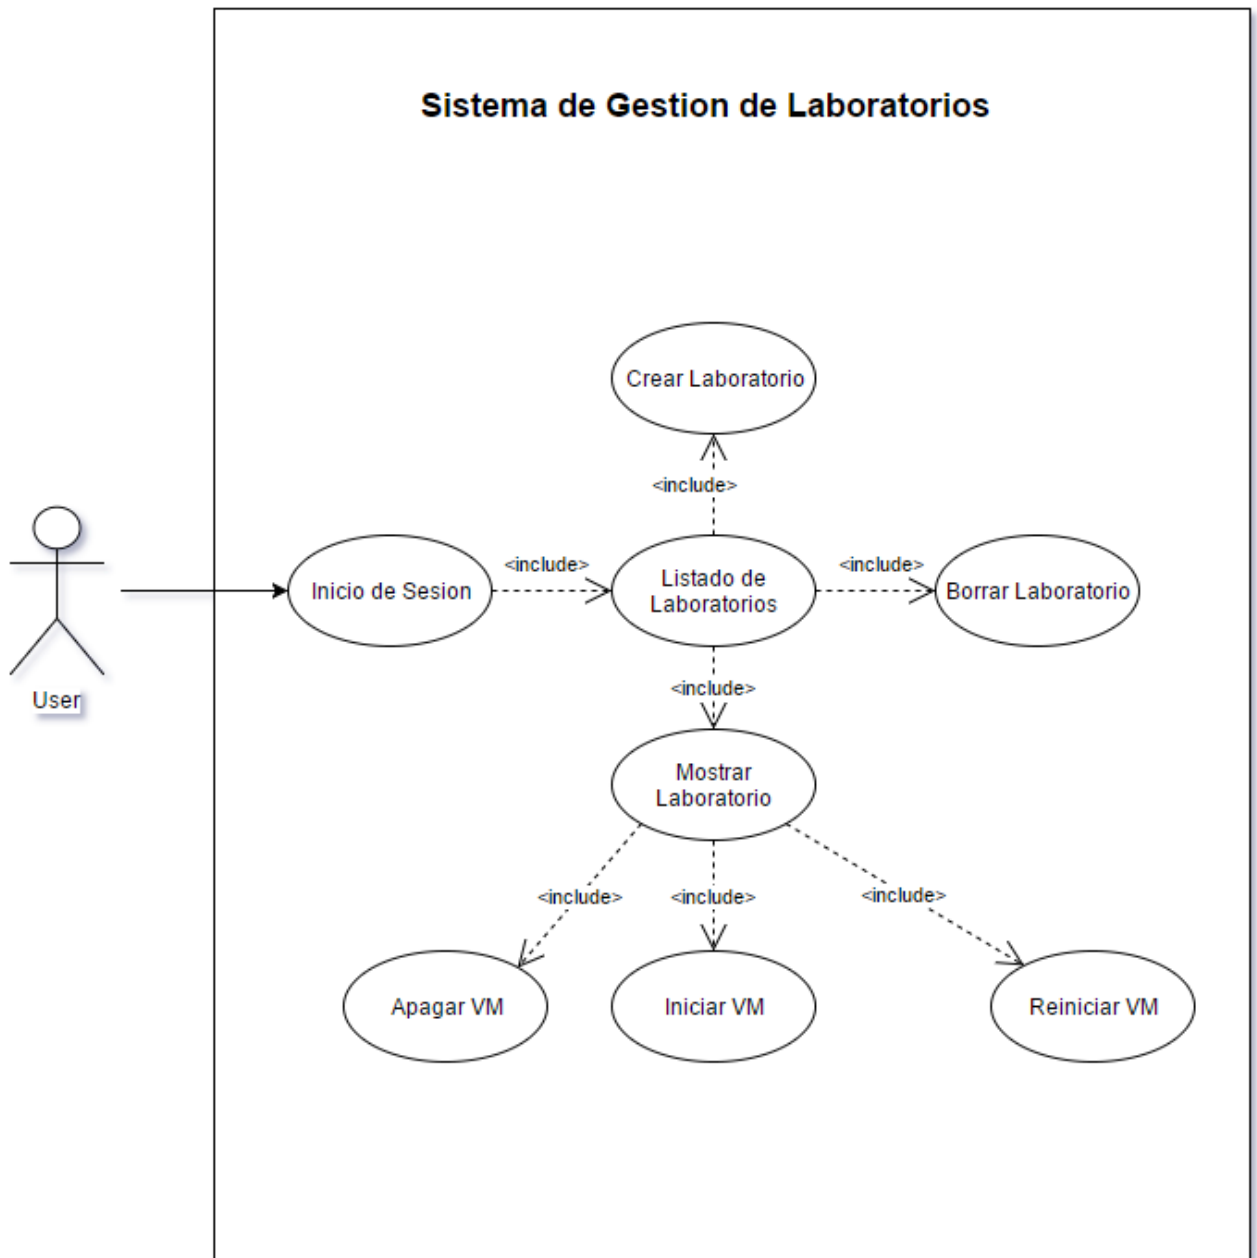 Sistema de Gestion de Laboratorios
Crear Laboratorio
<include>
Inicio de Sesion
<include>
Listado de
Laboratorios
<include>
Borrar Laboratorio
User
<include>
Mostrar
Laboratorio
<include>
<include>
<include>
Apagar VM
Iniciar VM
Reiniciar VM